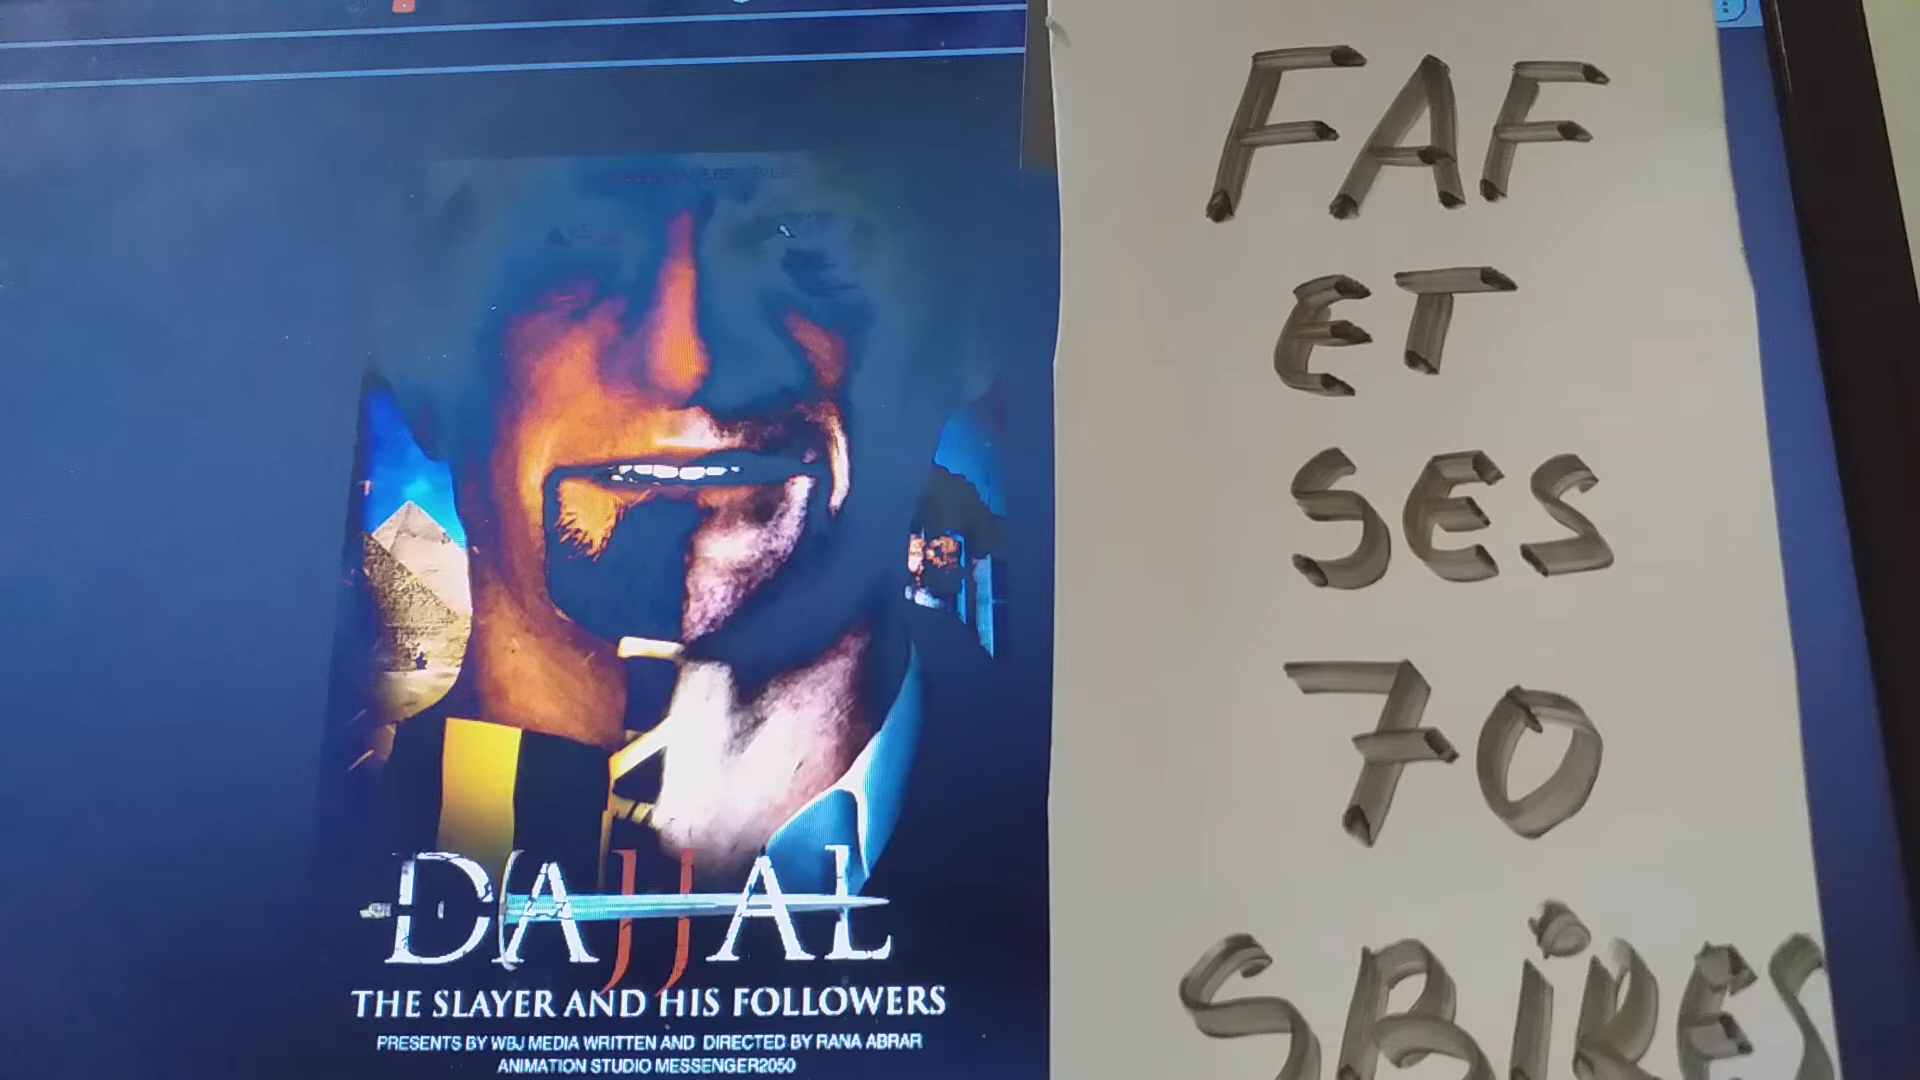 DAJJAL
THE SLAYER AND HIS FOLLOWERS
PRESENTS BY WBJ MEDIA WRITTEN AND DIRECTED BY RANA ABRAR
ANIMATION STUDIO MESSENGER2050
FAF
ET
SES
70
SBiRES